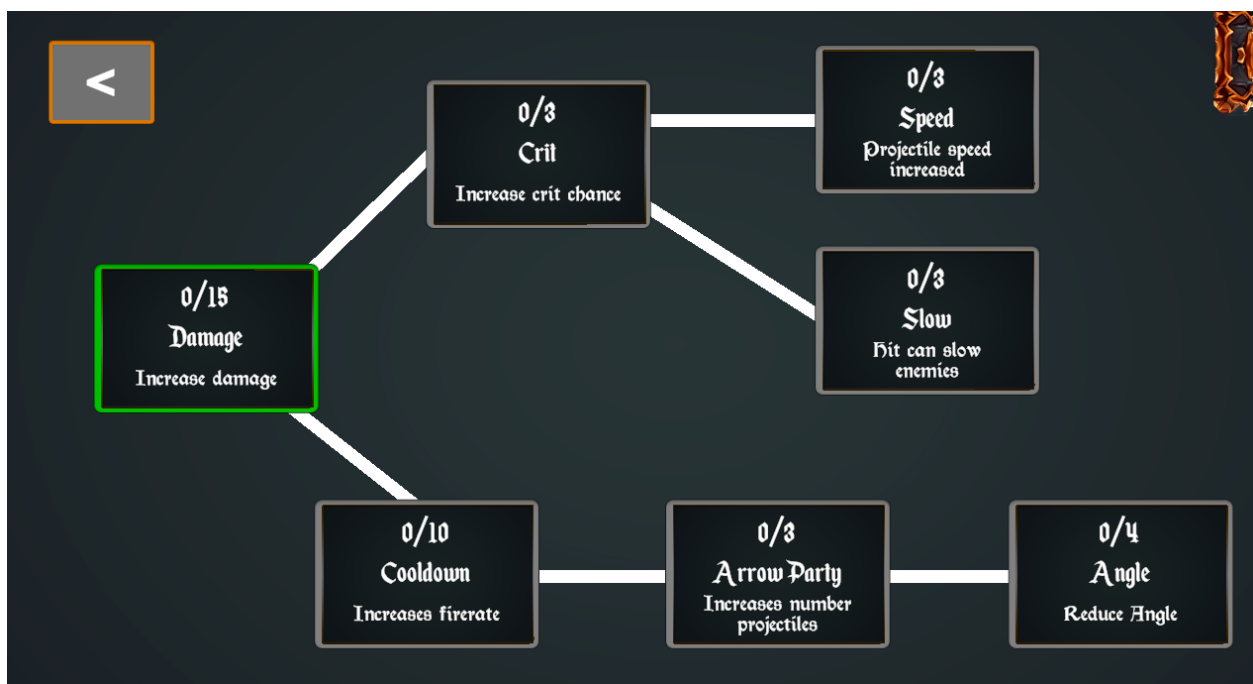 <
0/3
Crit
Increase crit chance
0/3
Speed
Projectile speed
increased
0/15
Damage
Increase damage
0/3
Slow
Hit can slow
enemies
0/10
Cooldown
Increases firerate
0/3
Arrow Party
Increases number
projectiles
0/4
Angle
Reduce Angle